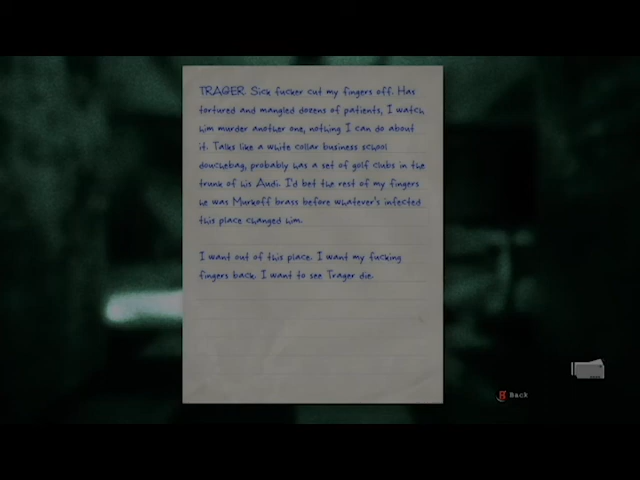 TRAGER. Sick fucker cut my fingers off. Has
tortured and mangled dozens of patients, I watch
him murder another one, nothing I can do about
it. Talks like a white collar business school
douchebag, probably has a set of golf clubs in the
trunk of his Audi. I'd bet the rest of my fingers
he was Murkoff brass before whatever's infected
this place changed him.
I want out of this place. I want my fucking
fingers back. I want to see Trager die.
Back